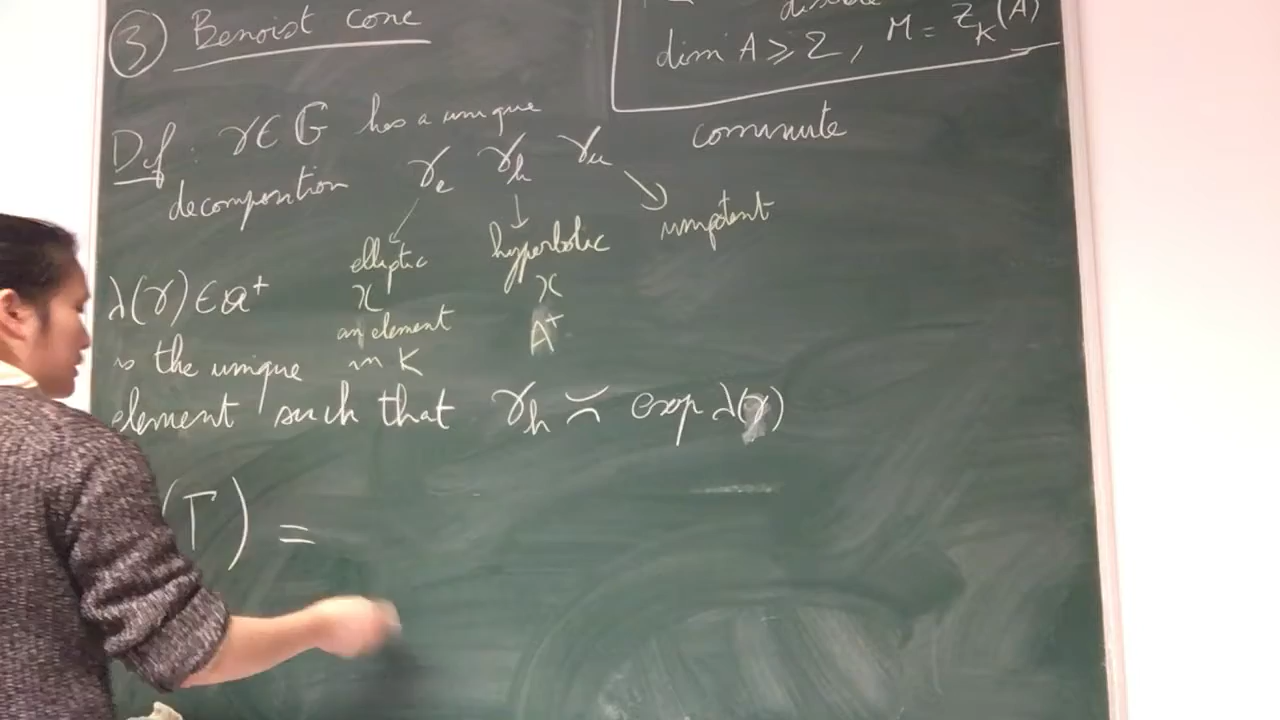 ③ Benoist cone
dim A ⩾ 2, M = Z_K(A)
Def: γ ∈ G has a unique
decomposition γ_e γ_h γ_u commute
elliptic hyperbolic unipotent
λ(γ) ∈ 𝔞⁺
an element A⁺
is the unique in K
element such that γ_h ≍ exp λ(γ)
(Γ) =